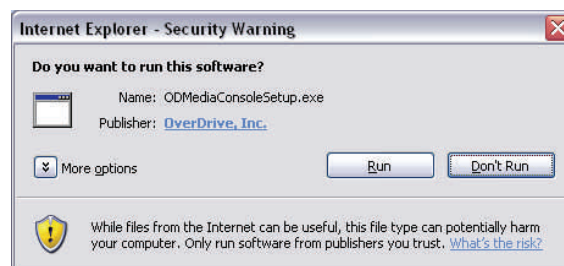 Internet Explorer - Security Warning
Do you want to run this software?
Name: ODMediaConsoleSetup.exe
Publisher: OverDrive, Inc.
More options
Run
Don't Run
While files from the Internet can be useful, this file type can potentially harm
your computer. Only run software from publishers you trust. What's the risk?